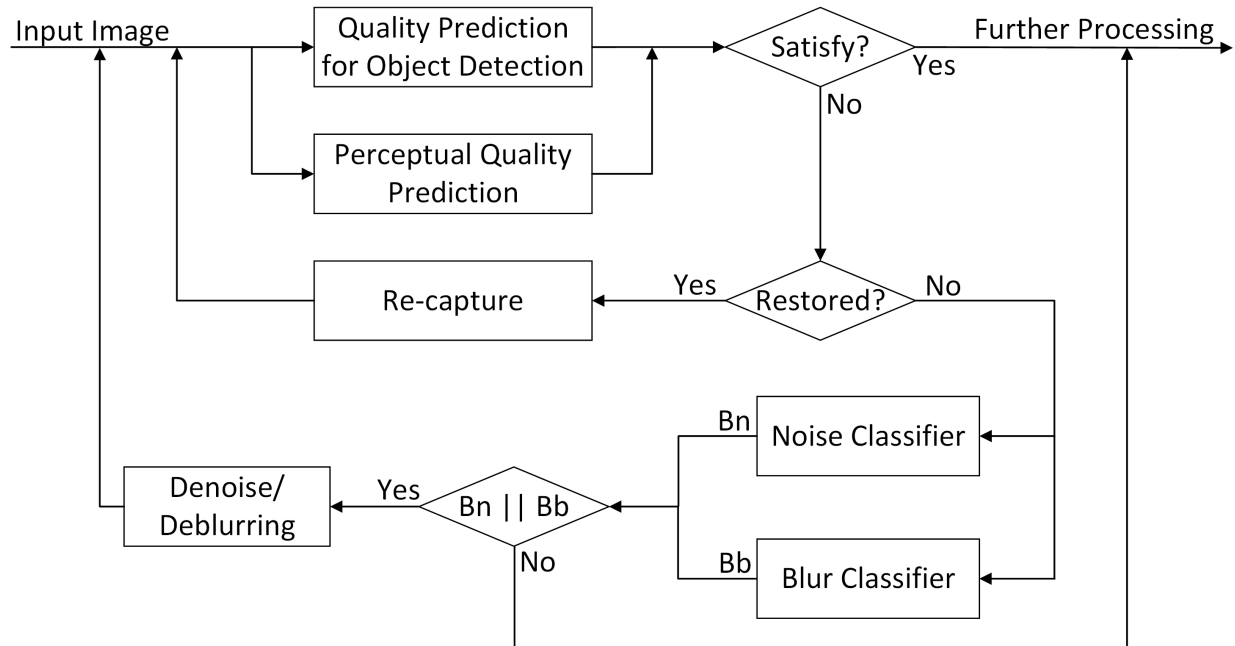 Input Image
Quality Prediction
for Object Detection
Satisfy?
Further Processing
Yes
No
Perceptual Quality
Prediction
Re-capture
Yes
Restored?
No
Bn
Noise Classifier
Denoise/
Deblurring
Yes
Bn || Bb
No
Bb
Blur Classifier